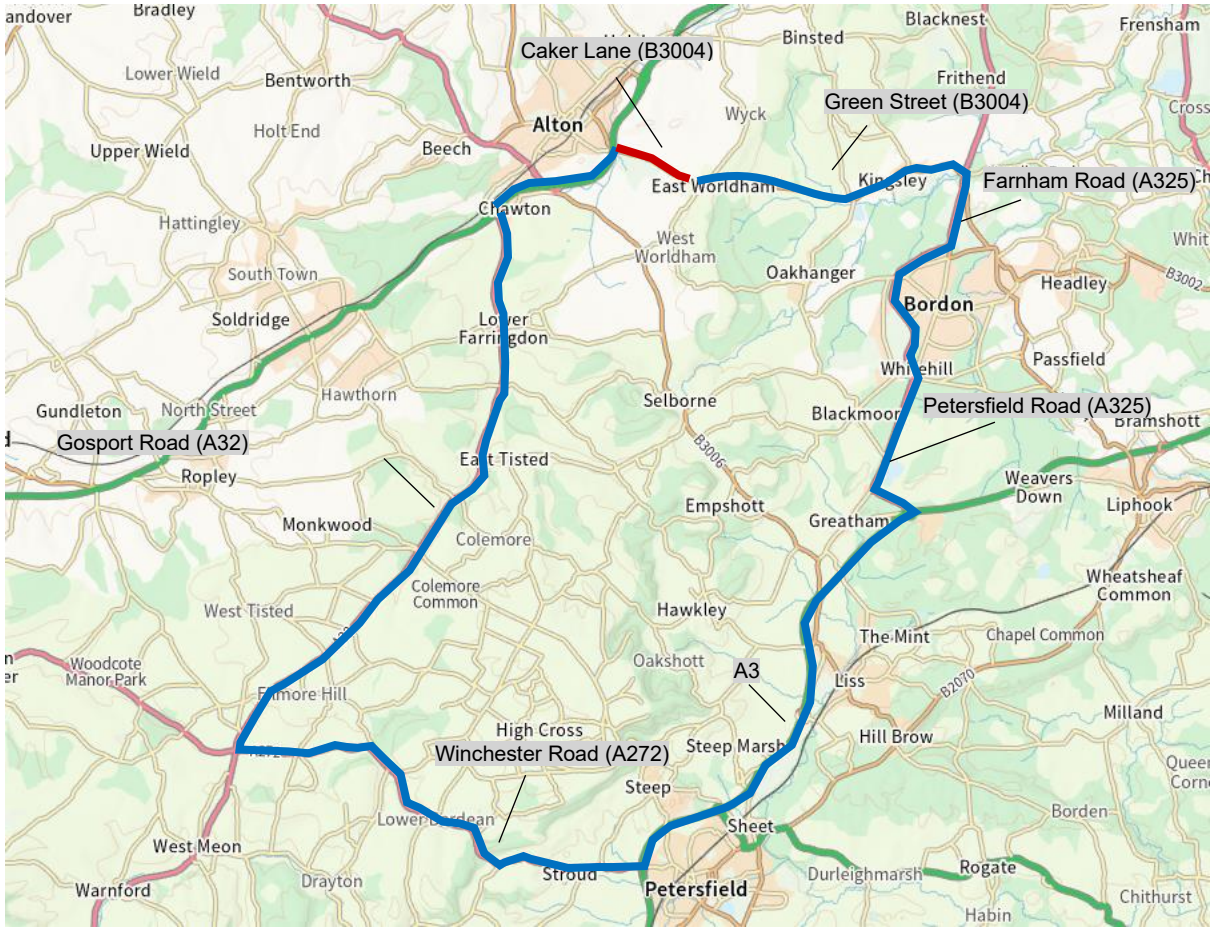 andover
Bradley
Blacknest
Frensham
Binsted
Caker Lane (B3004)
Lower Wield
Bentworth
Frithend
Green Street (B3004)
Cross
Wyck
Alton
Holt End
Upper Wield
Beech
East Worldham
Kingsley
Farnham Road (A325)
Chawton
Hattingley
West
Worldham
Whit
South Town
Oakhanger
B3002
Headley
Bordon
Soldridge
Lower
Farringdon
Passfield
Whitehill
Hawthorn
Selborne
Gundleton
North Street
Blackmoor
Petersfield Road (A325)
Bramshott
Gosport Road (A32)
B3006
East Tisted
Ropley
Weavers
Down
Empshott
Liphook
Monkwood
Greatham
Colemore
Wheatsheaf
Common
Colemore
Common
West Tisted
Hawkley
The Mint
Chapel Common
Woodcote
Manor Park
Oakshott
A3
Liss
B2070
Filmore Hill
Milland
High Cross
Steep Marsh
Hill Brow
A272
Winchester Road (A272)
Quee
Corn
Steep
Borden
Lower Bordean
Sheet
West Meon
Stroud
Rogate
Drayton
Durleighmarsh
Petersfield
Warnford
Chithurst
Habin